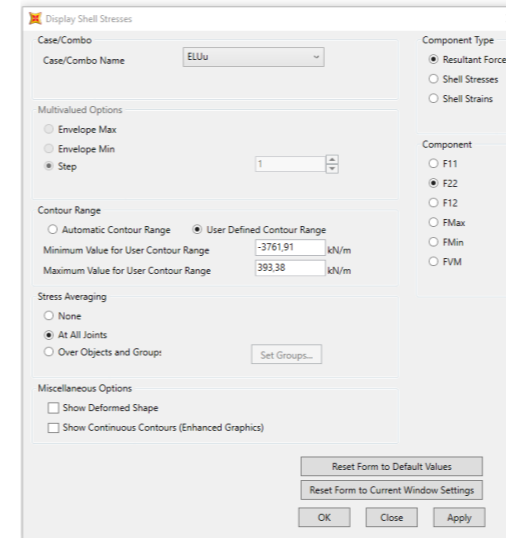 Display Shell Stresses
Case/Combo
Case/Combo Name ELUu
Multivalued Options
Envelope Max
Envelope Min
Step 1
Contour Range
Automatic Contour Range User Defined Contour Range
Minimum Value for User Contour Range -3761,91 kN/m
Maximum Value for User Contour Range 393,38 kN/m
Stress Averaging
None
At All Joints
Over Objects and Groups Set Groups...
Miscellaneous Options
Show Deformed Shape
Show Continuous Contours (Enhanced Graphics)
Component Type
Resultant Force
Shell Stresses
Shell Strains
Component
F11
F22
F12
FMax
FMin
FVM
Reset Form to Default Values
Reset Form to Current Window Settings
OK Close Apply